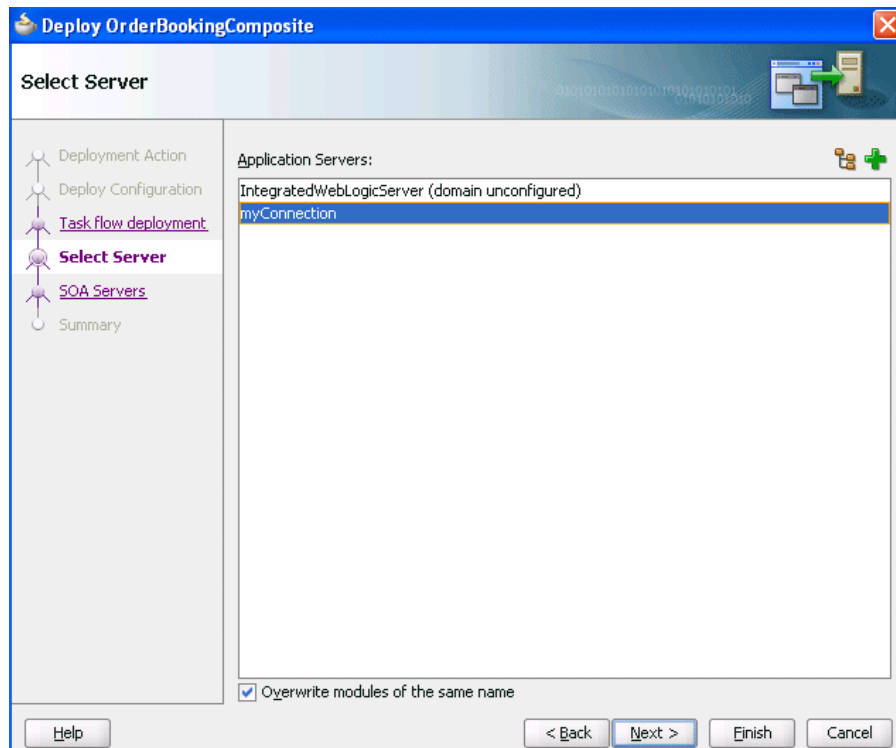 Deploy OrderBookingComposite
Select Server
Deployment Action
Deploy Configuration
Task flow deployment
Select Server
SOA Servers
Summary
Application Servers:
IntegratedWebLogicServer (domain unconfigured)
myConnection
Overwrite modules of the same name
Help
< Back
Next >
Finish
Cancel